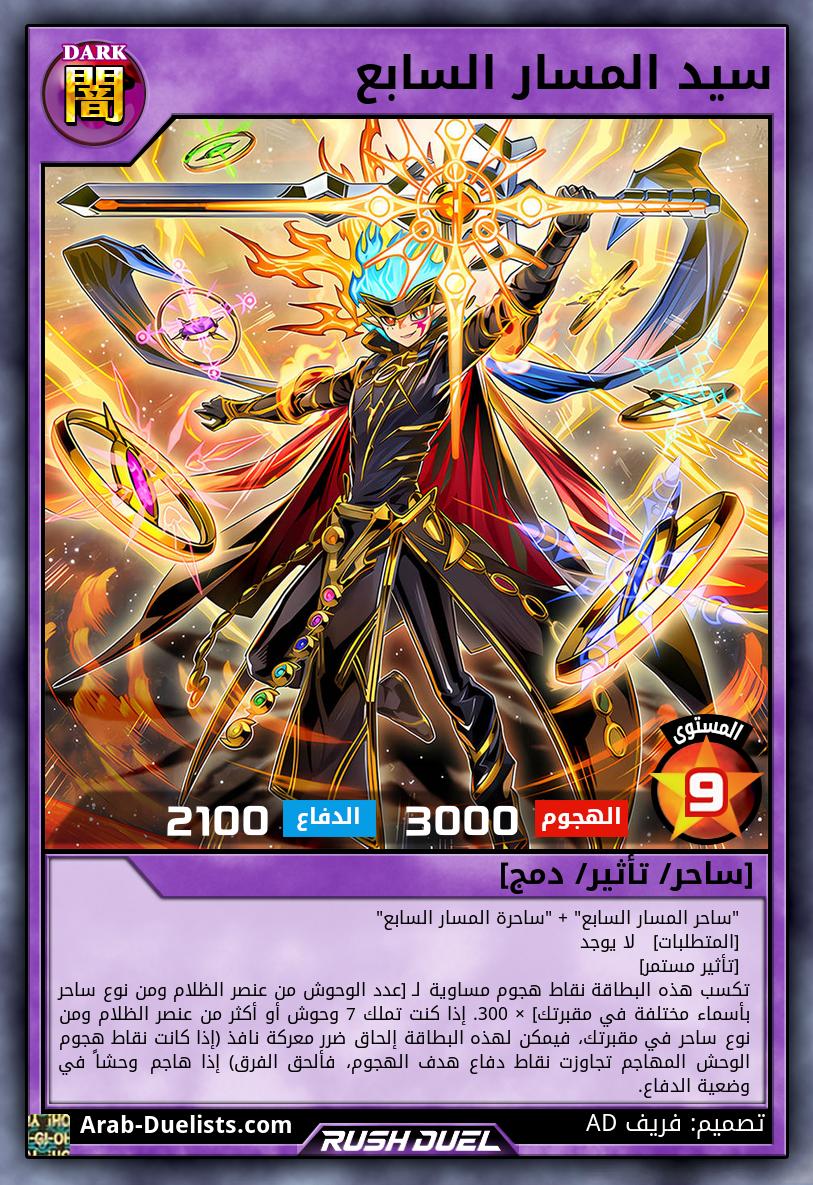 DARK
闇
سيد المسار السابع
المستوى
9
الهجوم 3000 الدفاع 2100
[ساحر/ تأثير/ دمج]
"ساحر المسار السابع" + "ساحرة المسار السابع"
[المتطلبات] لا يوجد
[تأثير مستمر]
تكسب هذه البطاقة نقاط هجوم مساوية لـ [عدد الوحوش من عنصر الظلام ومن نوع ساحر
بأسماء مختلفة في مقبرتك] × 300. إذا كنت تملك 7 وحوش أو أكثر من عنصر الظلام ومن
نوع ساحر في مقبرتك، فيمكن لهذه البطاقة إلحاق ضرر معركة نافذ (إذا كانت نقاط هجوم
الوحش المهاجم تجاوزت نقاط دفاع هدف الهجوم، فألحق الفرق) إذا هاجم وحشاً في
وضعية الدفاع.
تصميم: فريف AD
RUSH DUEL
Arab-Duelists.com